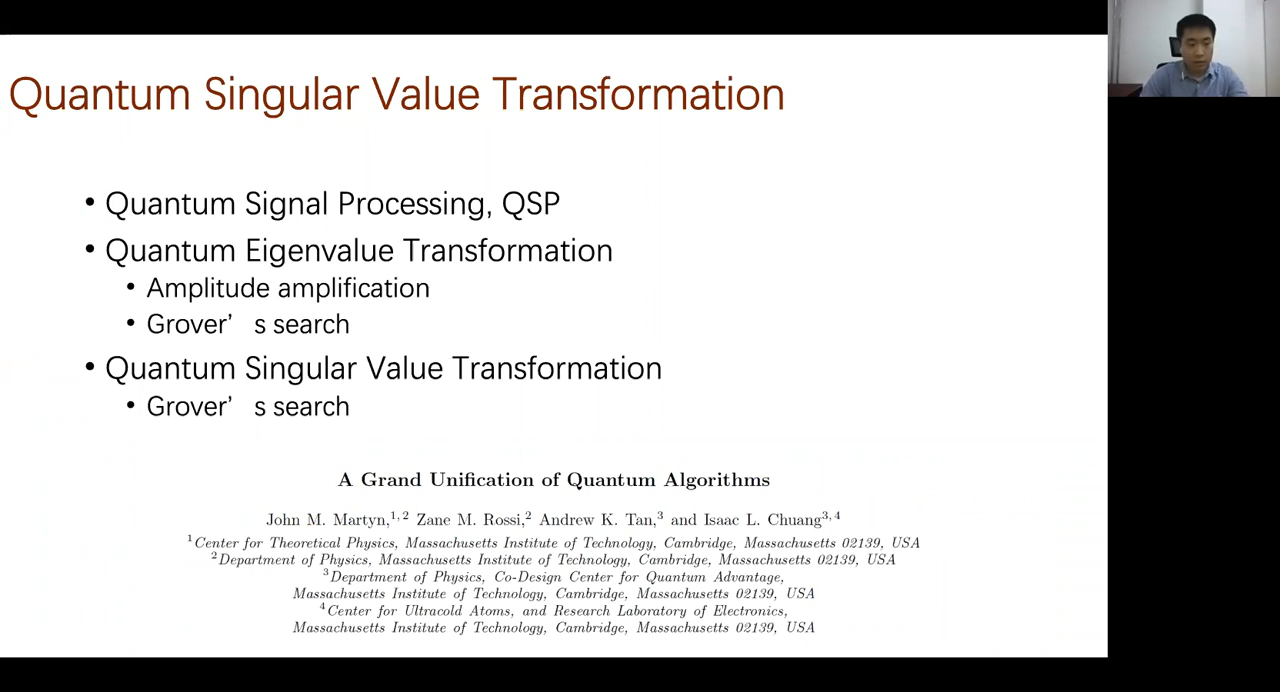 Quantum Singular Value Transformation
• Quantum Signal Processing, QSP
• Quantum Eigenvalue Transformation
• Amplitude amplification
• Grover’ s search
• Quantum Singular Value Transformation
• Grover’ s search
A Grand Unification of Quantum Algorithms
John M. Martyn,1, 2 Zane M. Rossi,2 Andrew K. Tan,3 and Isaac L. Chuang3, 4
1Center for Theoretical Physics, Massachusetts Institute of Technology, Cambridge, Massachusetts 02139, USA
2Department of Physics, Massachusetts Institute of Technology, Cambridge, Massachusetts 02139, USA
3Department of Physics, Co-Design Center for Quantum Advantage,
Massachusetts Institute of Technology, Cambridge, Massachusetts 02139, USA
4Center for Ultracold Atoms, and Research Laboratory of Electronics,
Massachusetts Institute of Technology, Cambridge, Massachusetts 02139, USA